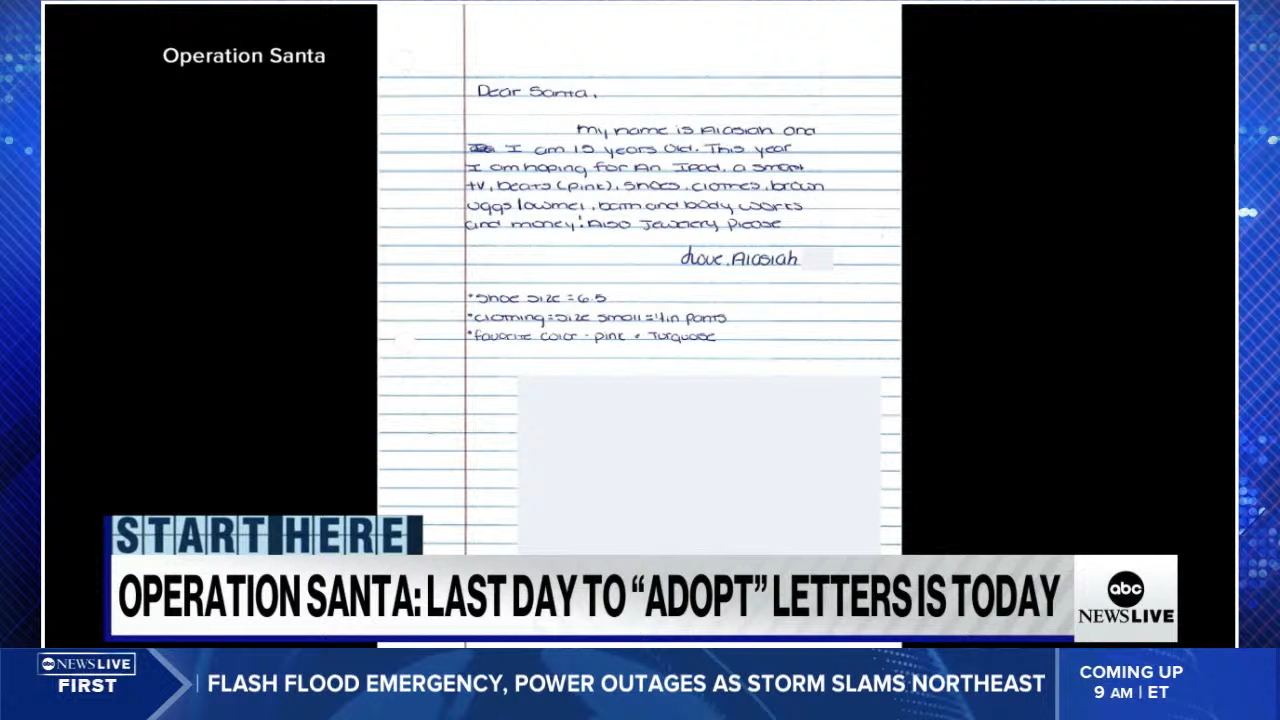 Operation Santa
Dear Santa,
My name is Alasiah and
I am 15 years old. This year
I am hoping for An Ipad, a smart
tv, beats (pink), shoes, clothes, brown
uggs lowmel, bath and body works
and money! Also Jewlery please
Love, Alasiah
*shoe size = 6.5
*clothing = size small = in pants
*favorite color - pink + Turquoise
START HERE
OPERATION SANTA: LAST DAY TO “ADOPT” LETTERS IS TODAY
abc
NEWS LIVE
abc NEWS LIVE
FIRST
FLASH FLOOD EMERGENCY, POWER OUTAGES AS STORM SLAMS NORTHEAST
COMING UP
9 AM | ET